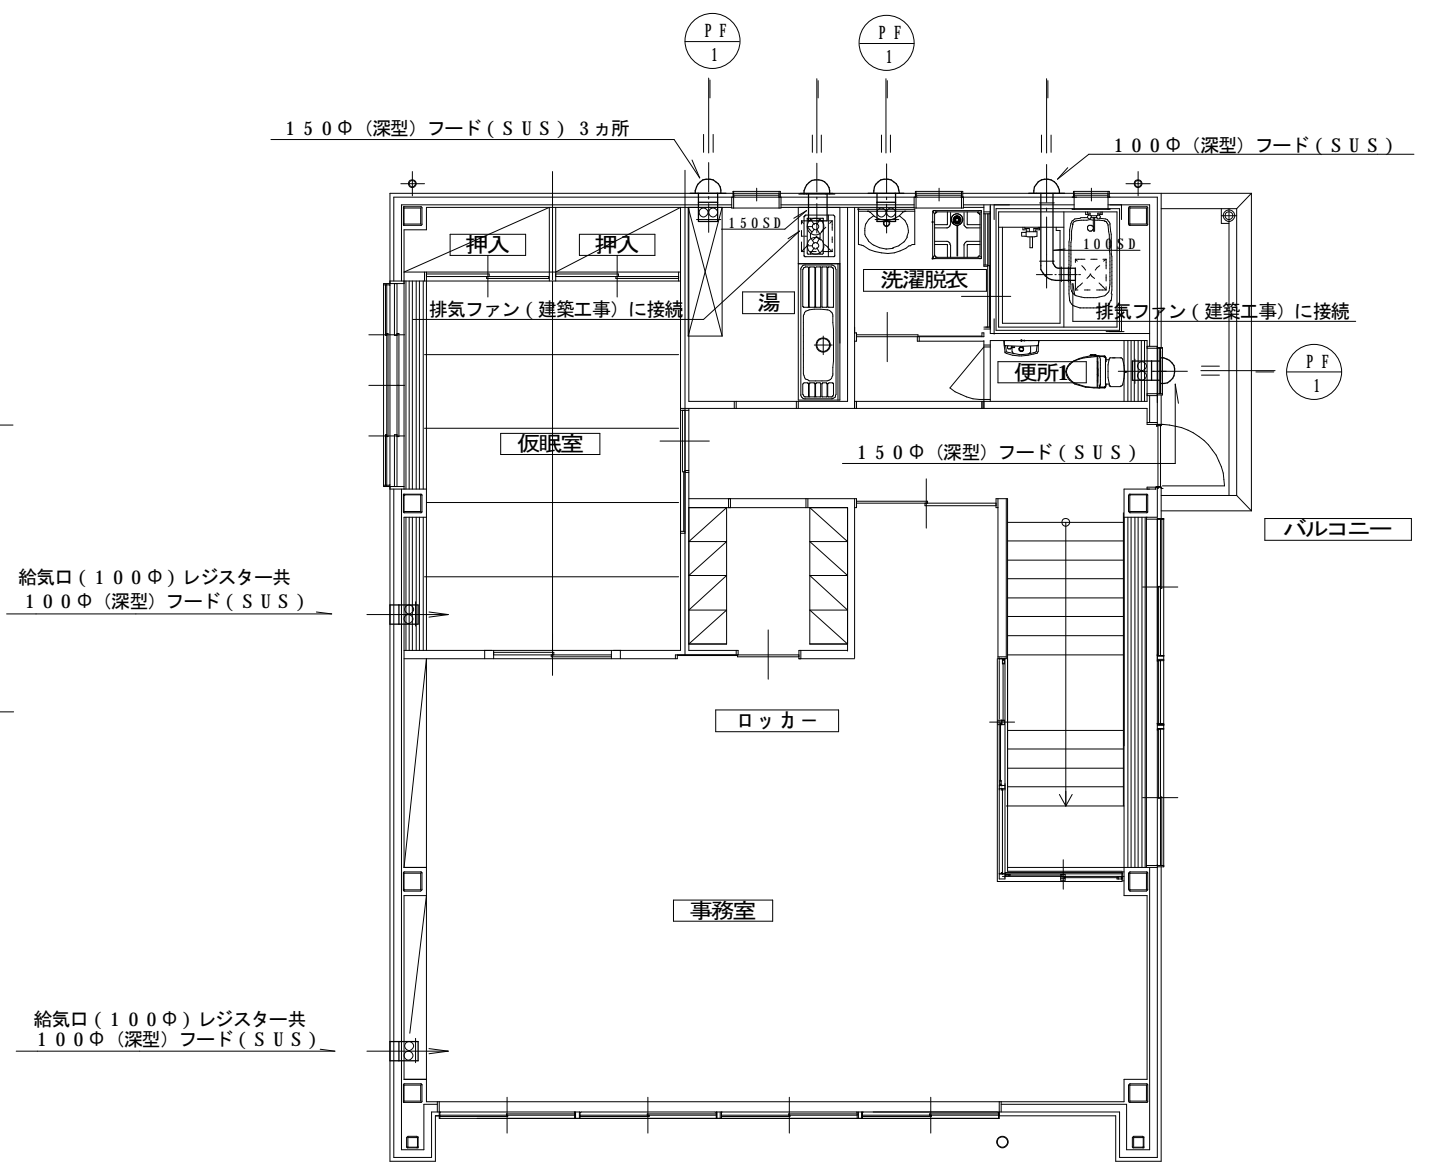 PF
1
PF
1
150Φ（深型）フード(SUS) 3ヵ所
100Φ（深型）フード(SUS)
150SD
100SD
押入
押入
洗濯脱衣
湯
排気ファン(建築工事)に接続
排気ファン(建築工事)に接続
便所1
PF
1
仮眠室
150Φ（深型）フード(SUS)
バルコニー
給気口(100Φ)レジスター共
100Φ（深型）フード(SUS)
ロッカー
事務室
給気口(100Φ)レジスター共
100Φ（深型）フード(SUS)